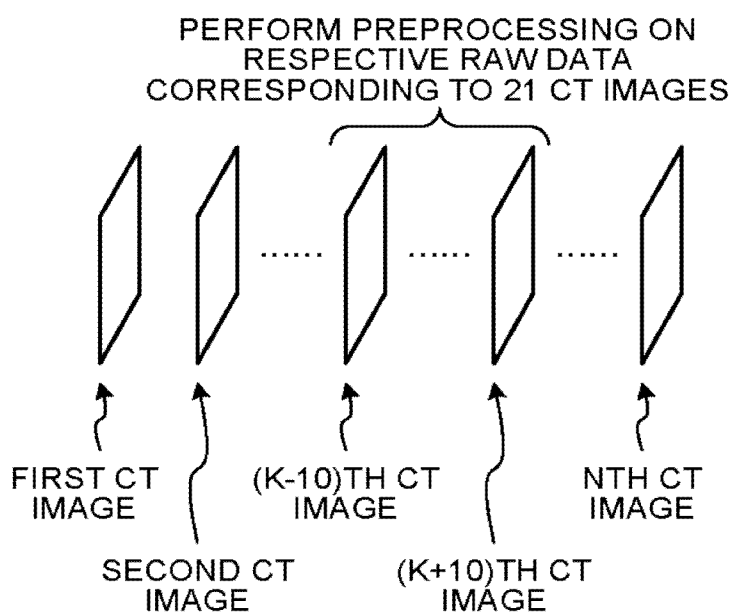 PERFORM PREPROCESSING ON
RESPECTIVE RAW DATA
CORRESPONDING TO 21 CT IMAGES
FIRST CT
IMAGE
(K-10)TH CT
IMAGE
NTH CT
IMAGE
SECOND CT
IMAGE
(K+10)TH CT
IMAGE